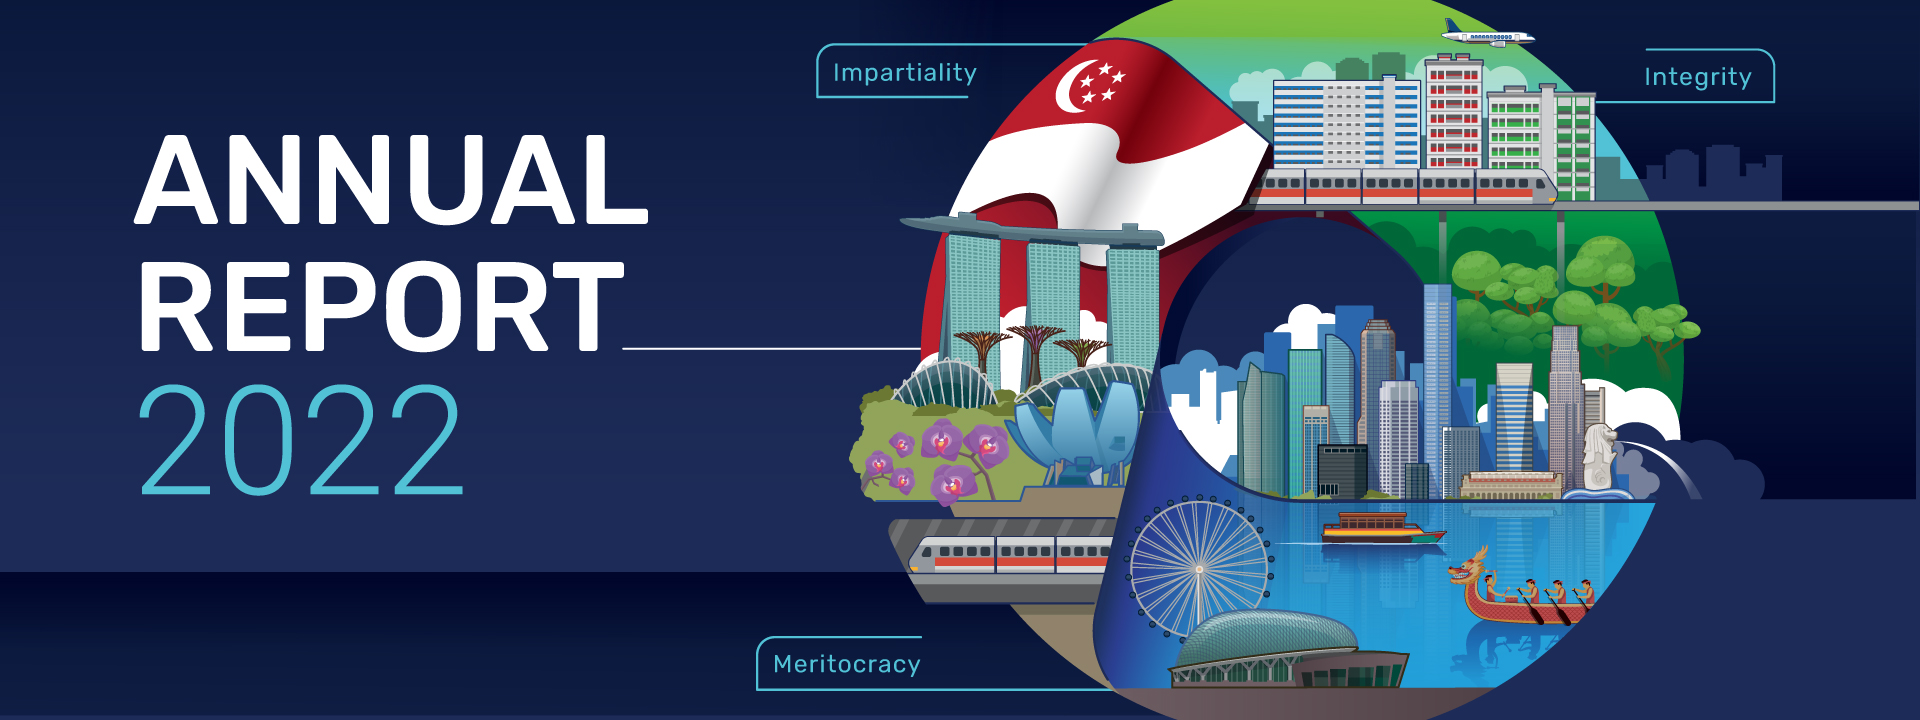 ANNUAL
REPORT
2022
Impartiality
Integrity
Meritocracy